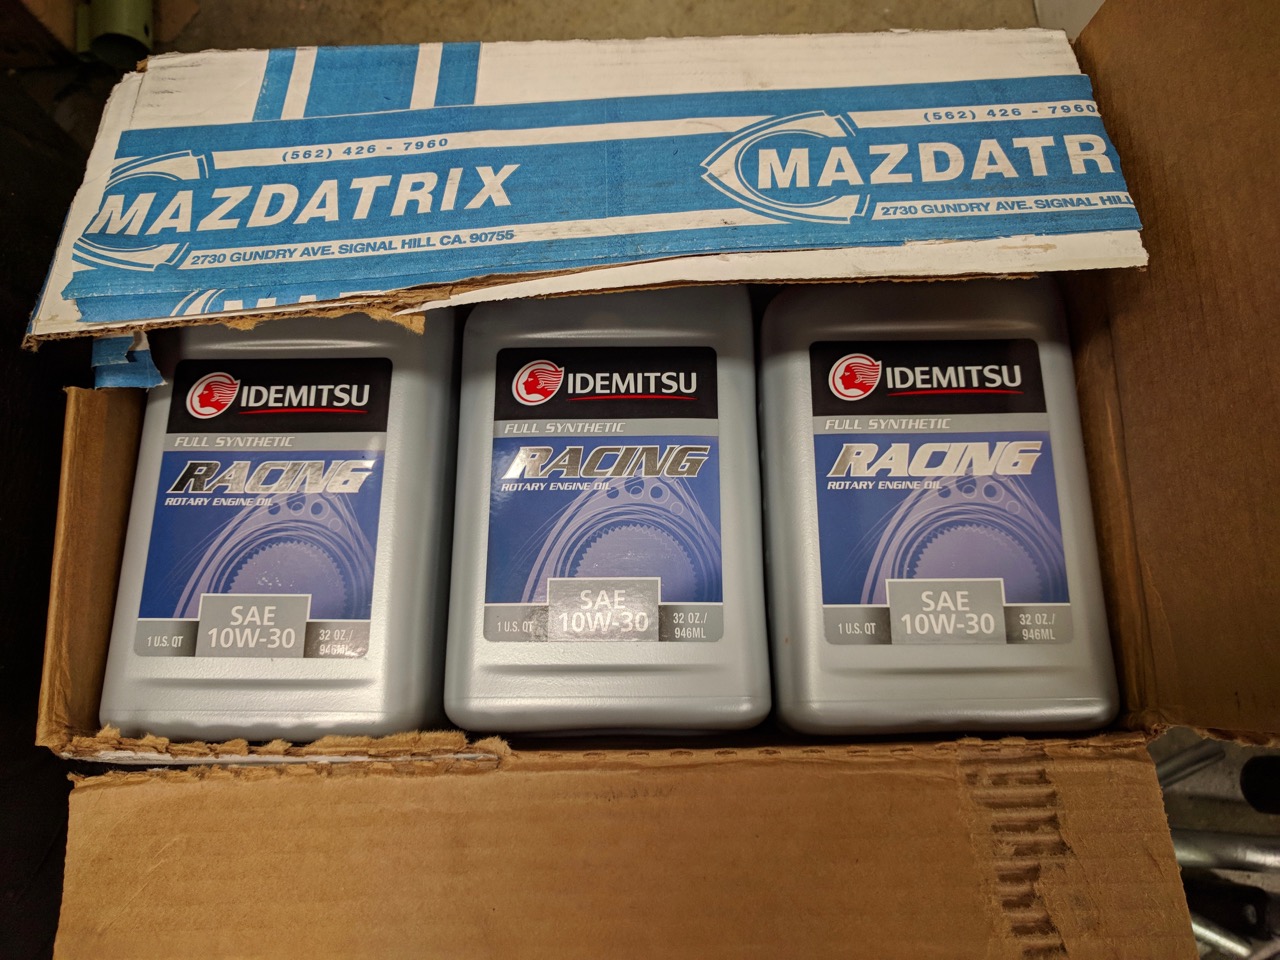 (562) 426 - 7960
MAZDATRIX
2730 GUNDRY AVE. SIGNAL HILL CA. 90755
(562) 426 - 7960
MAZDATR
2730 GUNDRY AVE. SIGNAL HILL
IDEMITSU
FULL SYNTHETIC
RACING
ROTARY ENGINE OIL
SAE
10W-30
1 U.S. QT
32 OZ./
946ML
IDEMITSU
FULL SYNTHETIC
RACING
ROTARY ENGINE OIL
SAE
10W-30
1 U.S. QT
32 OZ./
946ML
IDEMITSU
FULL SYNTHETIC
RACING
ROTARY ENGINE OIL
SAE
10W-30
1 U.S. QT
32 OZ./
946ML